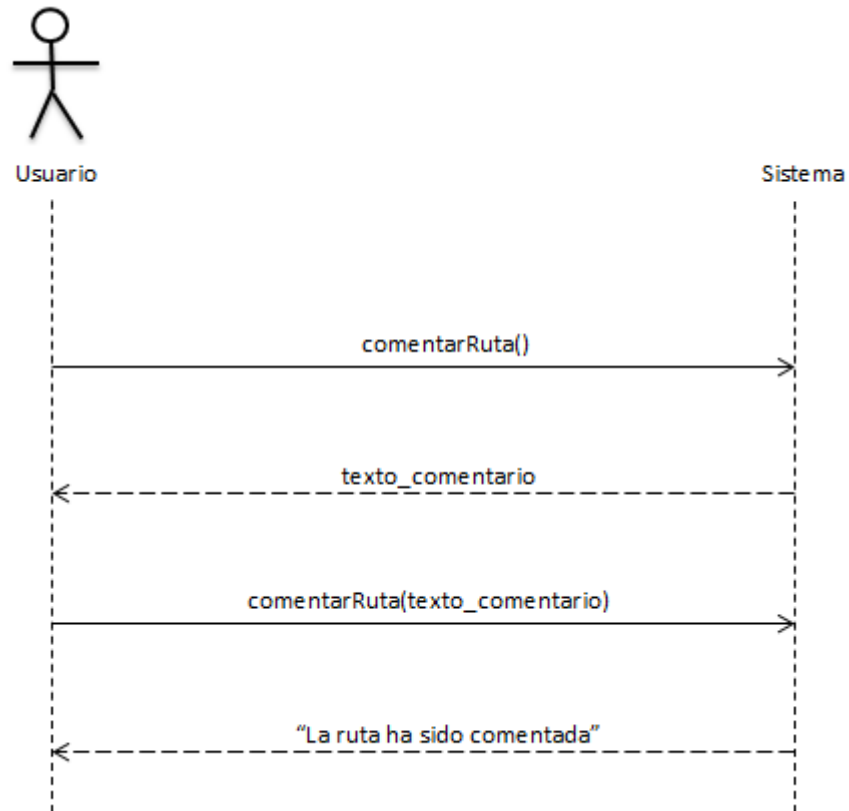 Usuario
Sistema
comentarRuta()
texto_comentario
comentarRuta(texto_comentario)
“La ruta ha sido comentada”